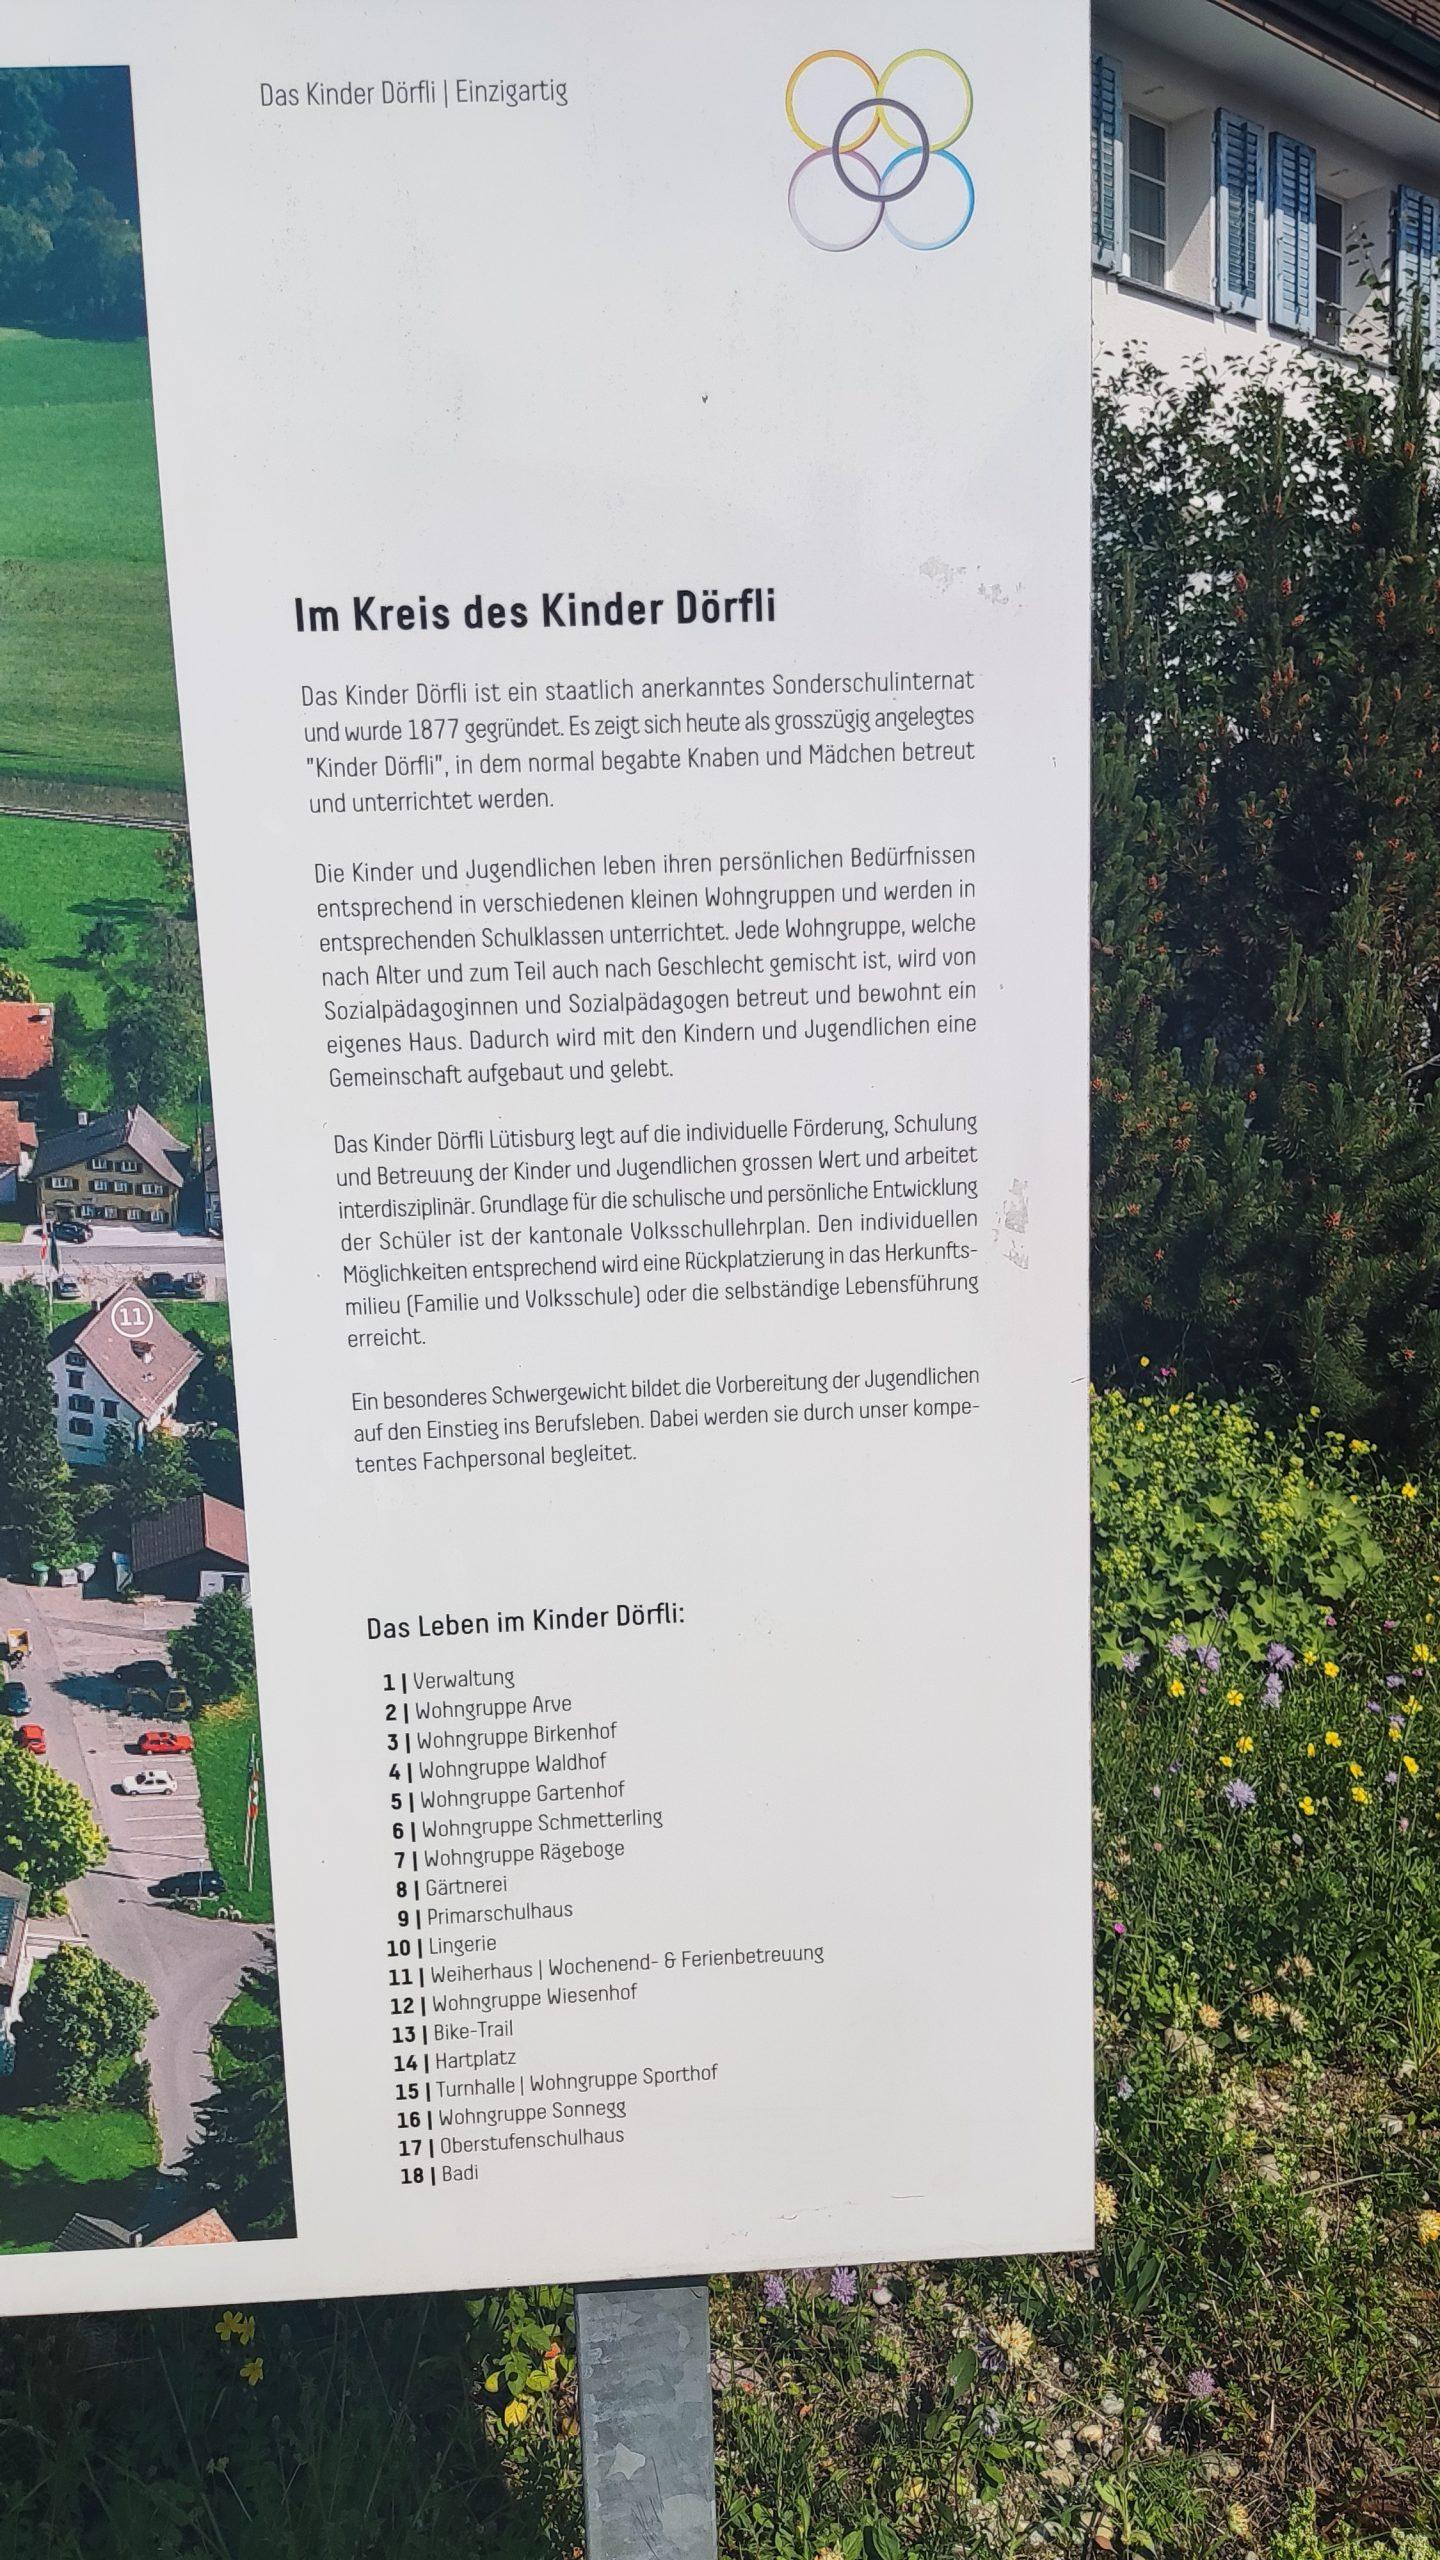 Das Kinder Dörfli | Einzigartig
Im Kreis des Kinder Dörfli
Das Kinder Dörfli ist ein staatlich anerkanntes Sonderschulinternat
und wurde 1877 gegründet. Es zeigt sich heute als grosszügig angelegtes
"Kinder Dörfli", in dem normal begabte Knaben und Mädchen betreut
und unterrichtet werden.
Die Kinder und Jugendlichen leben ihren persönlichen Bedürfnissen
entsprechend in verschiedenen kleinen Wohngruppen und werden in
entsprechenden Schulklassen unterrichtet. Jede Wohngruppe, welche
nach Alter und zum Teil auch nach Geschlecht gemischt ist, wird von
Sozialpädagoginnen und Sozialpädagogen betreut und bewohnt ein
eigenes Haus. Dadurch wird mit den Kindern und Jugendlichen eine
Gemeinschaft aufgebaut und gelebt.
Das Kinder Dörfli Lütisburg legt auf die individuelle Förderung, Schulung
und Betreuung der Kinder und Jugendlichen grossen Wert und arbeitet
interdisziplinär. Grundlage für die schulische und persönliche Entwicklung
der Schüler ist der kantonale Volksschullehrplan. Den individuellen
Möglichkeiten entsprechend wird eine Rückplatzierung in das Herkunfts-
milieu (Familie und Volksschule) oder die selbständige Lebensführung
erreicht.
Ein besonderes Schwergewicht bildet die Vorbereitung der Jugendlichen
auf den Einstieg ins Berufsleben. Dabei werden sie durch unser kompe-
tentes Fachpersonal begleitet.
11
Das Leben im Kinder Dörfli:
1 | Verwaltung
2 | Wohngruppe Arve
3 | Wohngruppe Birkenhof
4 | Wohngruppe Waldhof
5 | Wohngruppe Gartenhof
6 | Wohngruppe Schmetterling
7 | Wohngruppe Rägeboge
8 | Gärtnerei
9 | Primarschulhaus
10 | Lingerie
11 | Weiherhaus | Wochenend- & Ferienbetreuung
12 | Wohngruppe Wiesenhof
13 | Bike-Trail
14 | Hartplatz
15 | Turnhalle | Wohngruppe Sporthof
16 | Wohngruppe Sonnegg
17 | Oberstufenschulhaus
18 | Badi